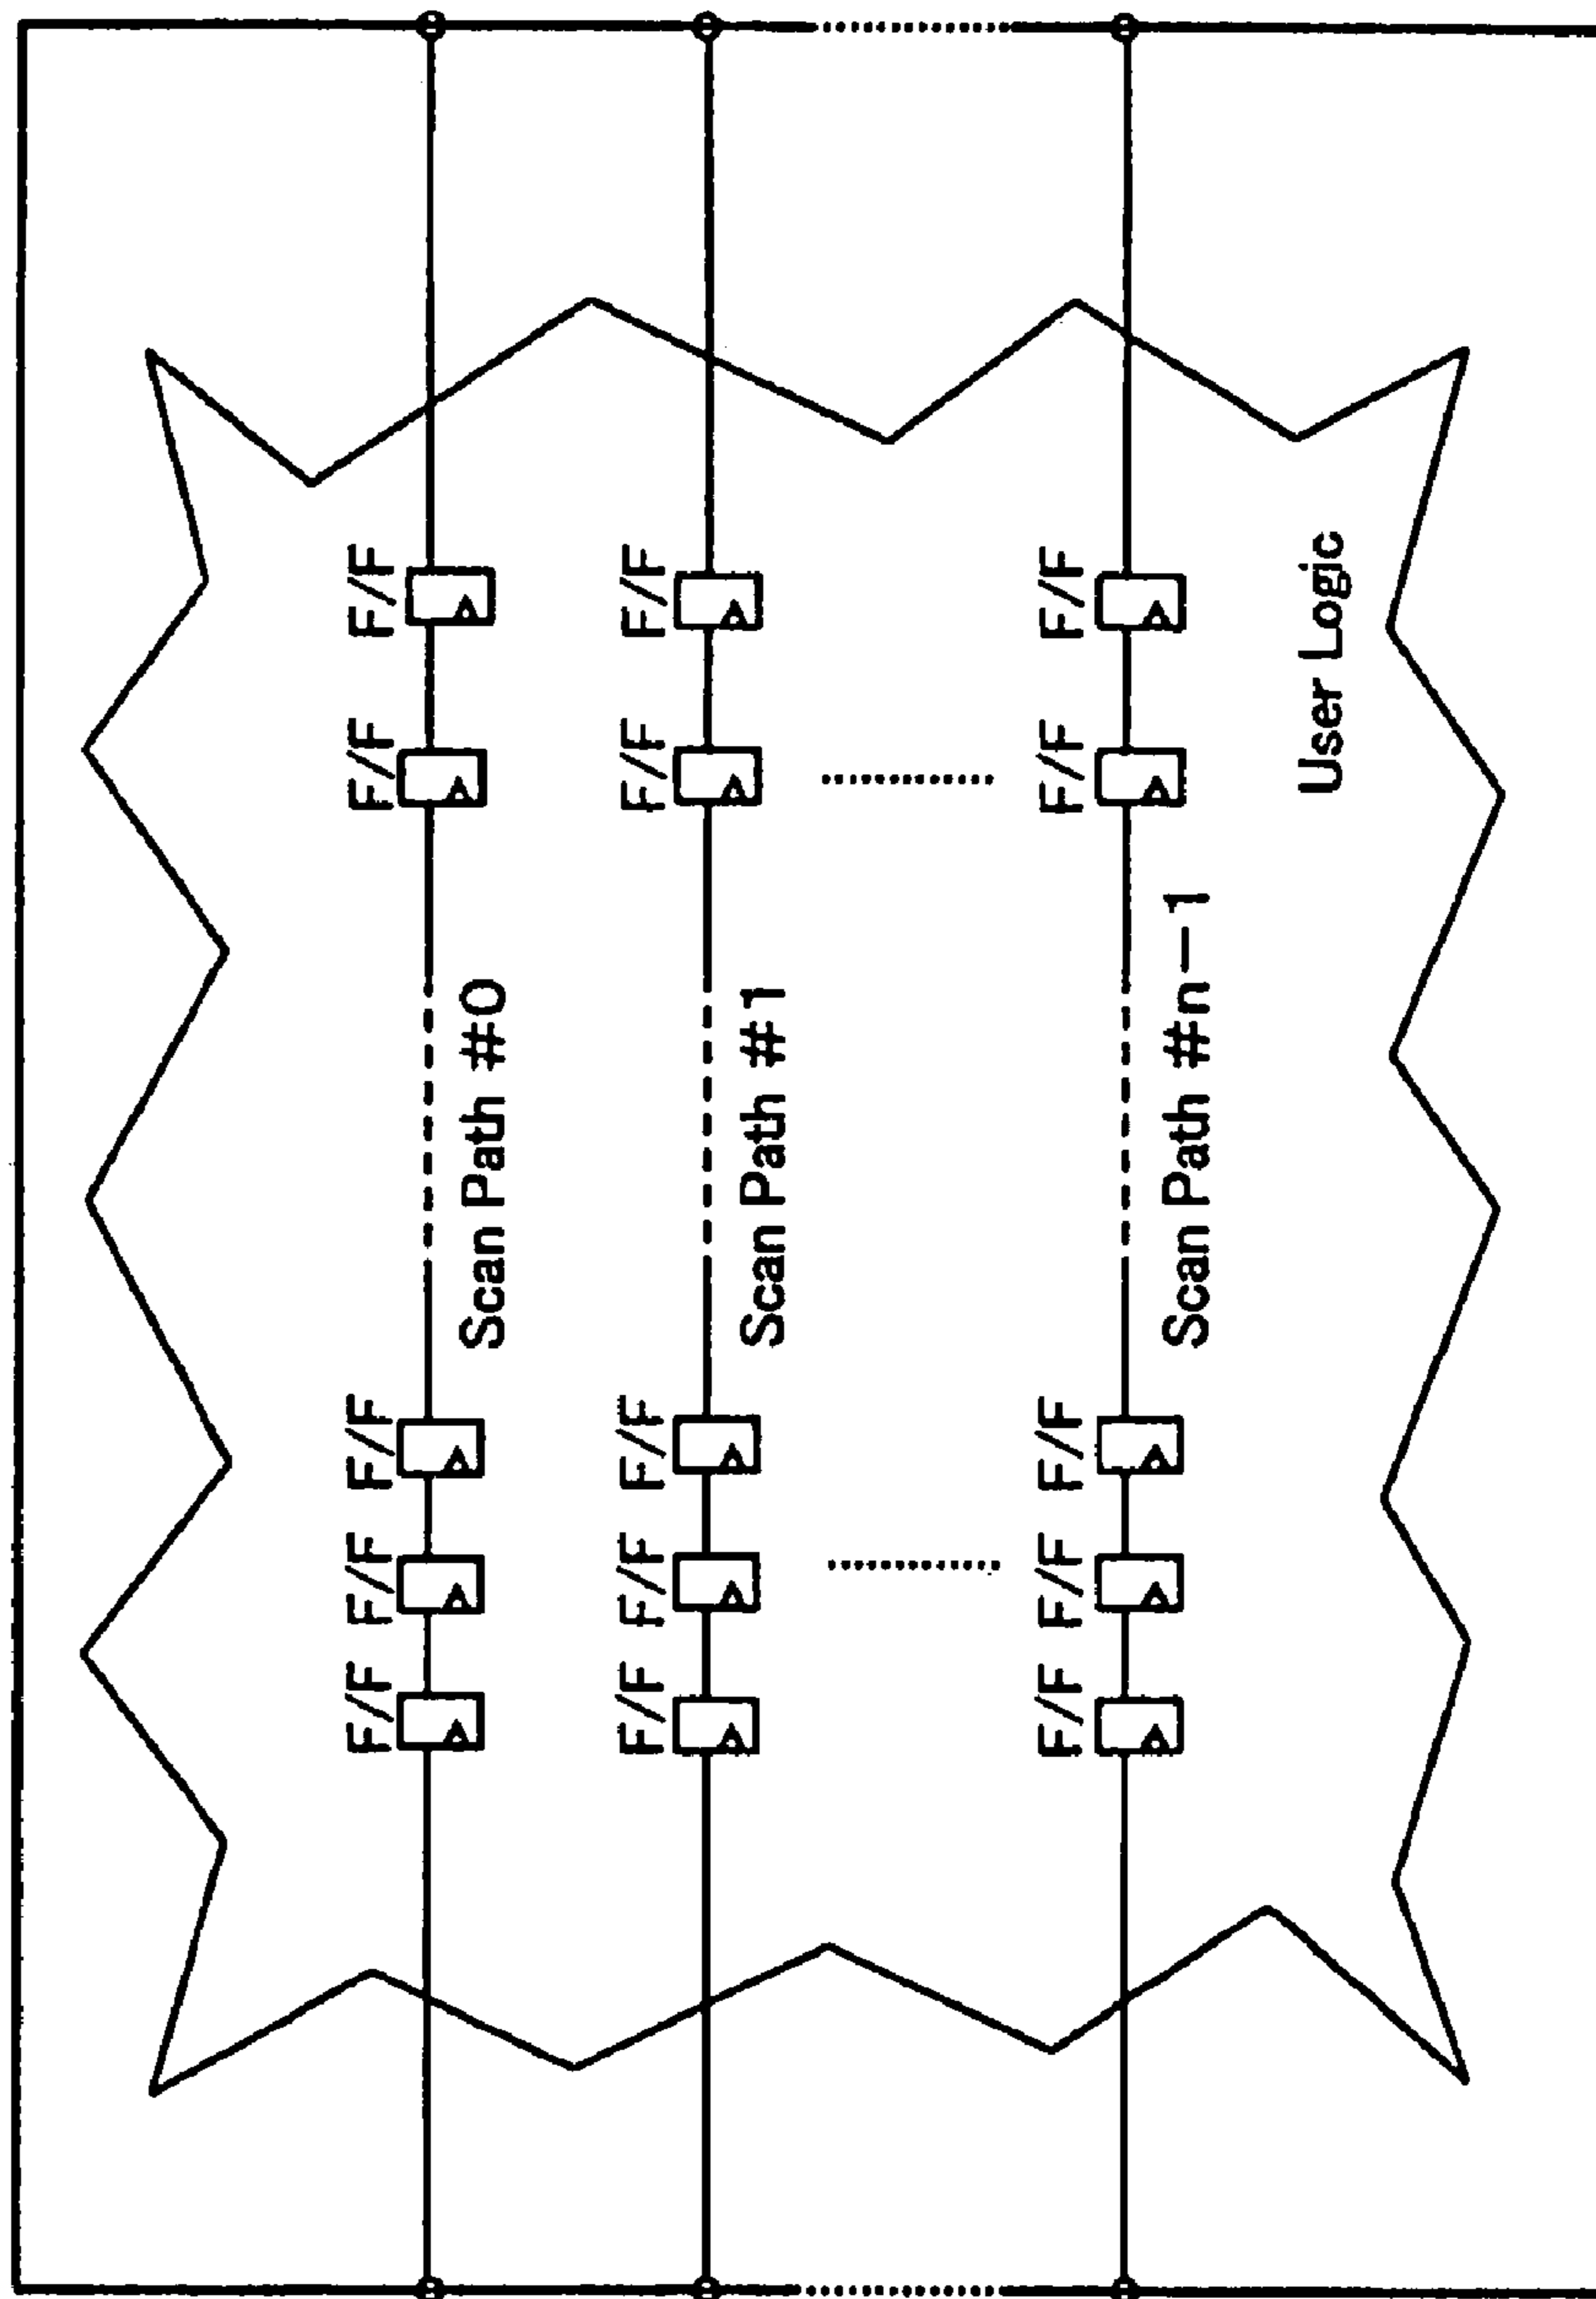 F/F F/F F/F F/F F/F
Scan Path #0
F/F F/F F/F F/F F/F
Scan Path #1
F/F F/F F/F F/F F/F
Scan Path #n-1
User Logic